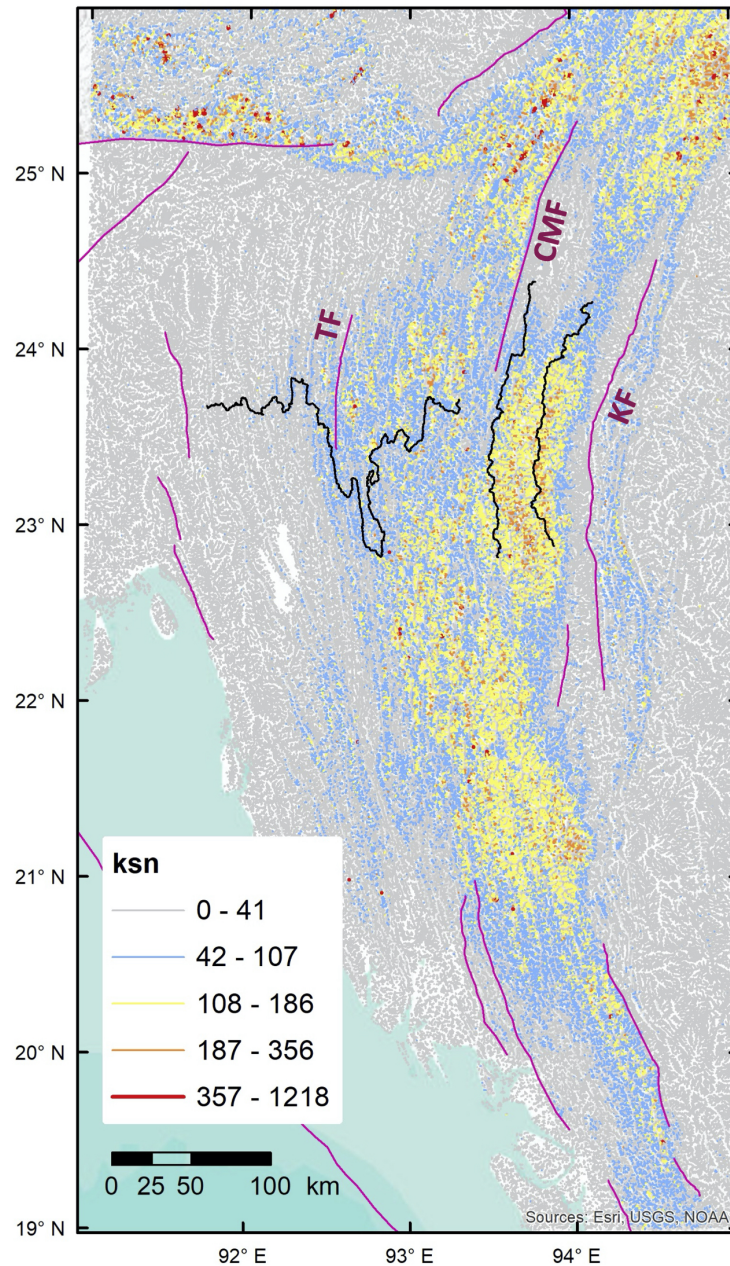 25° N
CMF
TF
24° N
KF
23° N
22° N
21° N
ksn
0 - 41
42 - 107
108 - 186
187 - 356
357 - 1218
20° N
0 25 50 100 km
Sources: Esri, USGS, NOAA
19° N
92° E 93° E 94° E